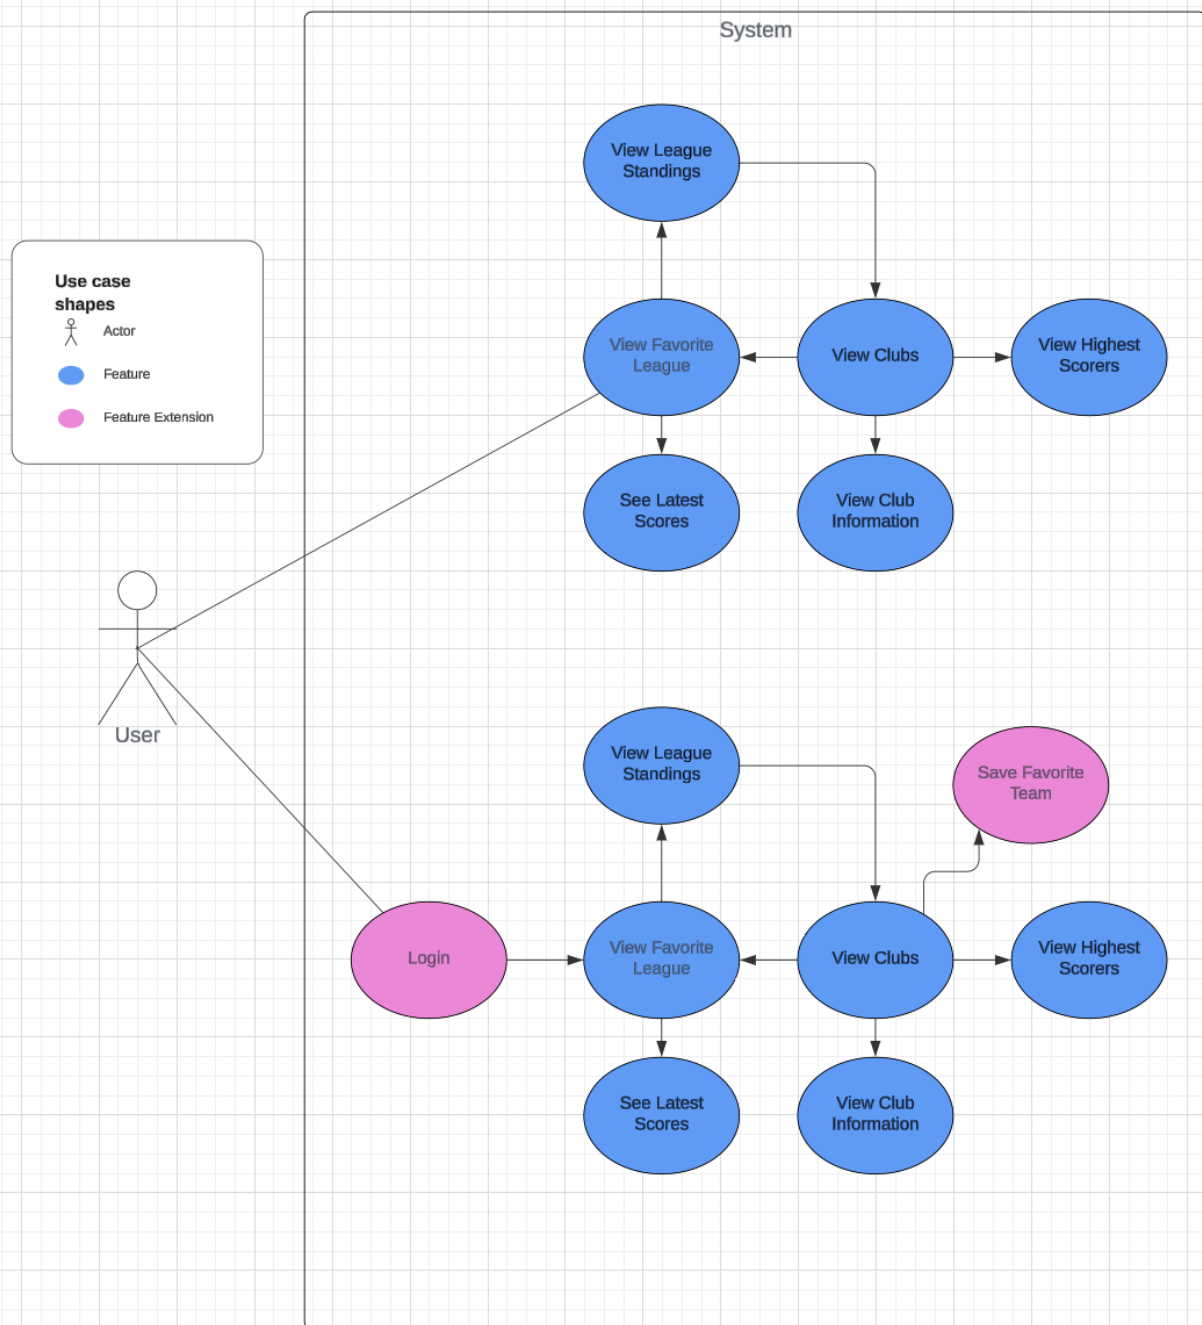 System
View League
Standings
Use case
shapes
Actor
Feature
Feature Extension
View Favorite
League
View Clubs
View Highest
Scorers
See Latest
Scores
View Club
Information
User
View League
Standings
Save Favorite
Team
Login
View Favorite
League
View Clubs
View Highest
Scorers
See Latest
Scores
View Club
Information